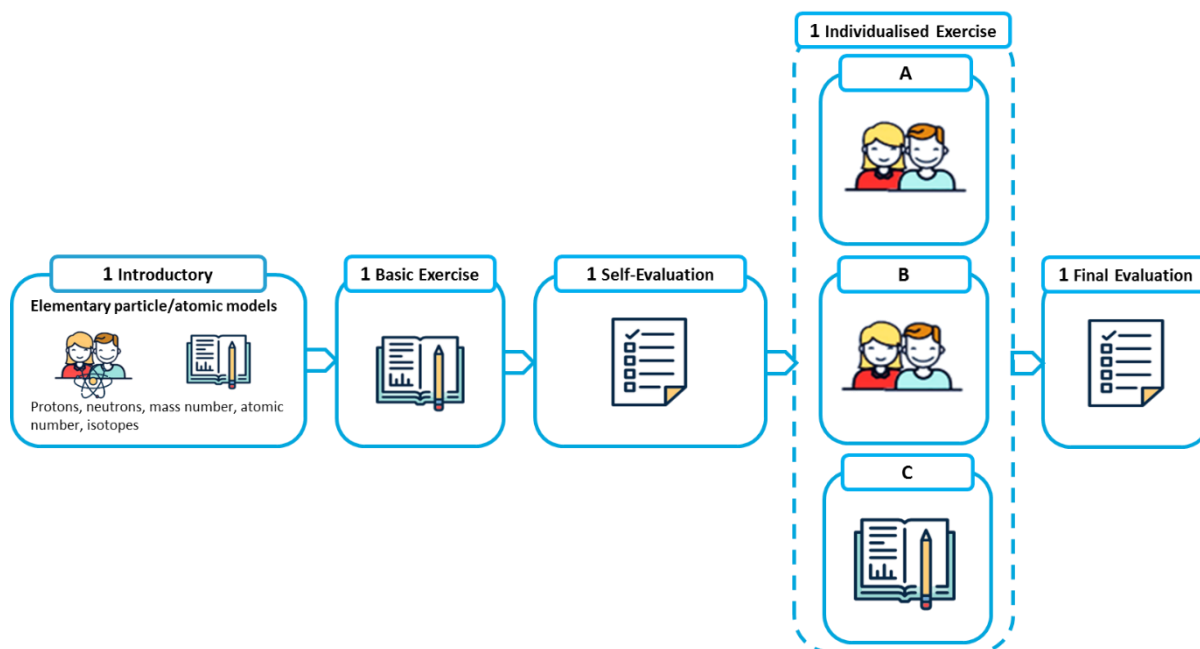 1 Introductory
Elementary particle/atomic models
Protons, neutrons, mass number, atomic
number, isotopes
1 Basic Exercise
1 Self-Evaluation
1 Individualised Exercise
A
B
C
1 Final Evaluation